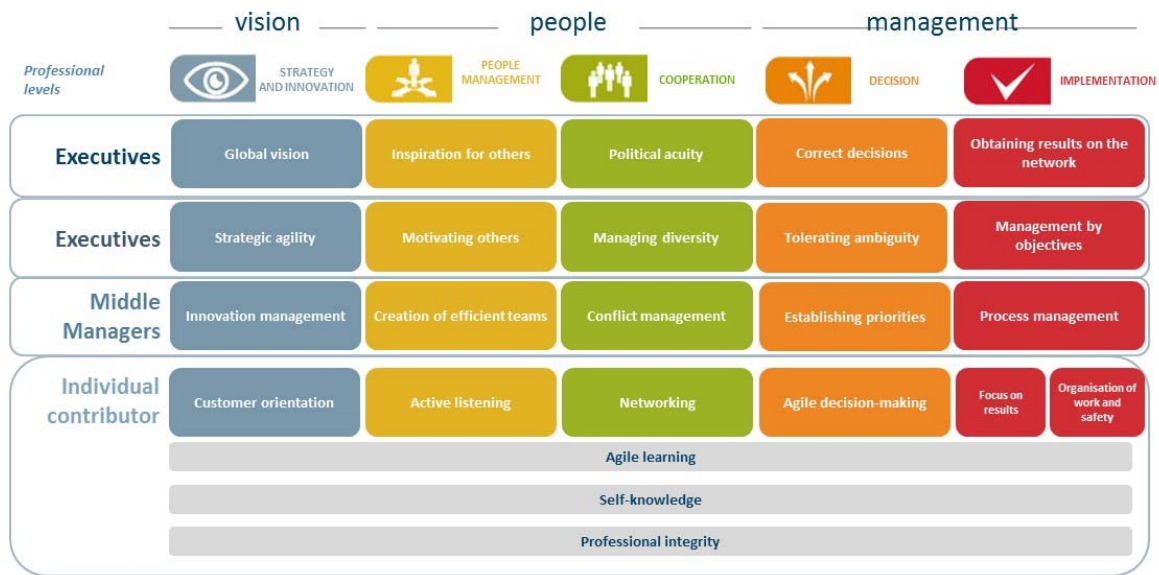 vision
people
management
Professional
levels
STRATEGY
AND INNOVATION
PEOPLE
MANAGEMENT
COOPERATION
DECISION
IMPLEMENTATION
Executives
Global vision
Inspiration for others
Political acuity
Correct decisions
Obtaining results on the
network
Executives
Strategic agility
Motivating others
Managing diversity
Tolerating ambiguity
Management by
objectives
Middle
Managers
Innovation management
Creation of efficient teams
Conflict management
Establishing priorities
Process management
Individual
contributor
Customer orientation
Active listening
Networking
Agile decision-making
Focus on
results
Organisation of
work and
safety
Agile learning
Self-knowledge
Professional integrity